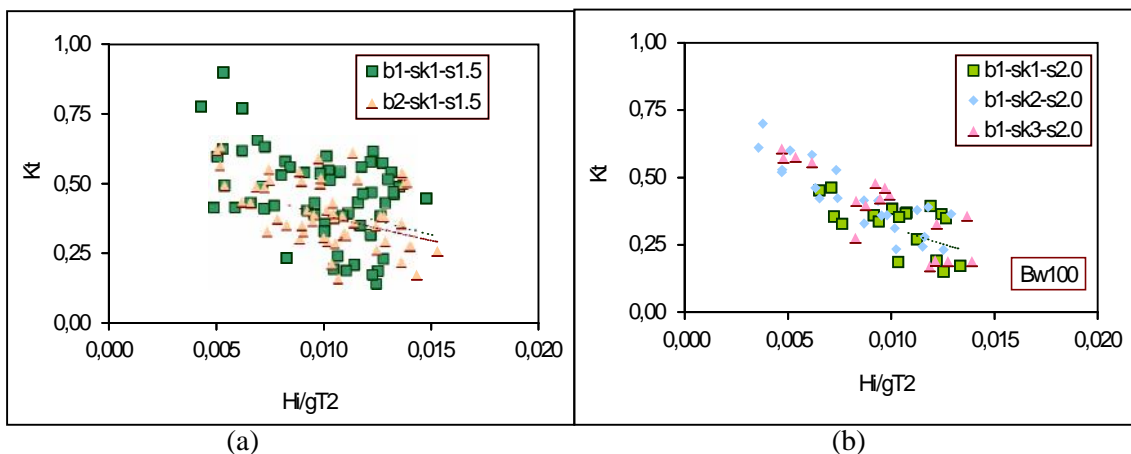 1,00
0,75
0,50
0,25
0,00
Kt
0,000 0,005 0,010 0,015 0,020
Hi/gT2
b1-sk1-s1.5
b2-sk1-s1.5
(a)
1,00
0,75
0,50
0,25
0,00
Kt
0,000 0,005 0,010 0,015 0,020
Hi/gT2
b1-sk1-s2.0
b1-sk2-s2.0
b1-sk3-s2.0
Bw100
(b)